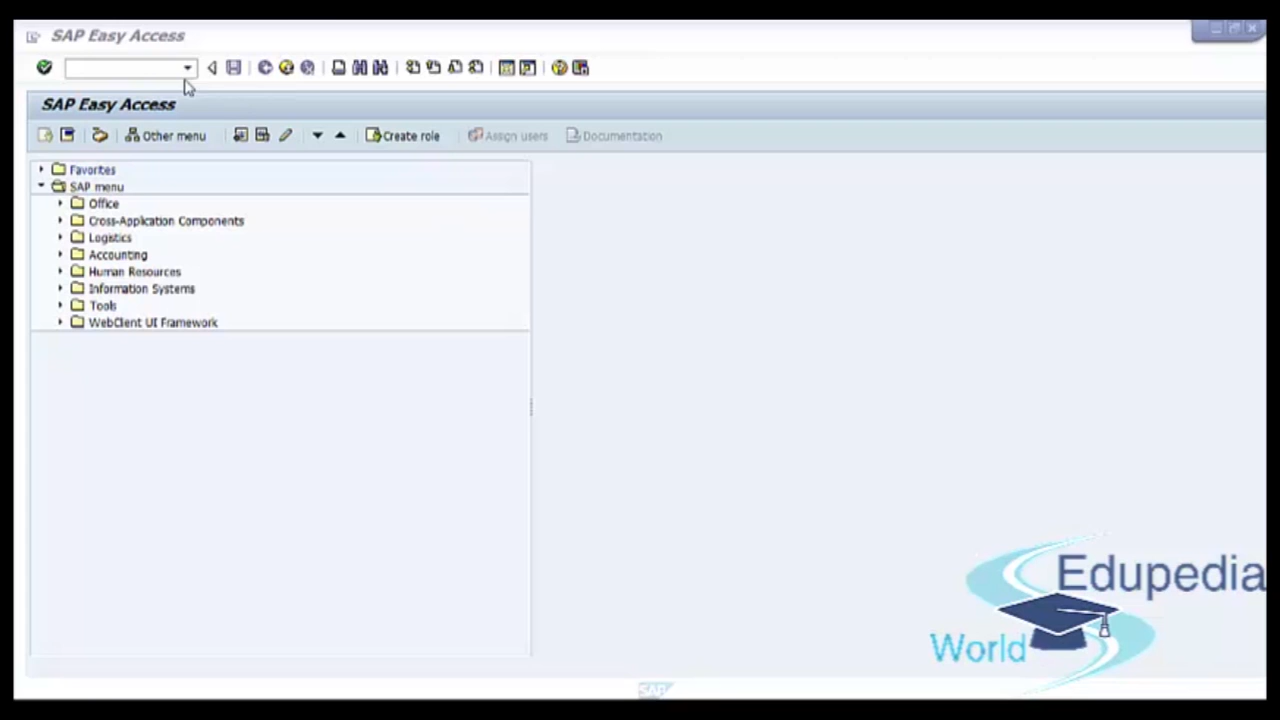 SAP Easy Access
SAP Easy Access
Other menu Create role Assign users Documentation
Favorites
SAP menu
Office
Cross-Application Components
Logistics
Accounting
Human Resources
Information Systems
Tools
WebClient UI Framework
Edupedia
World
SAP